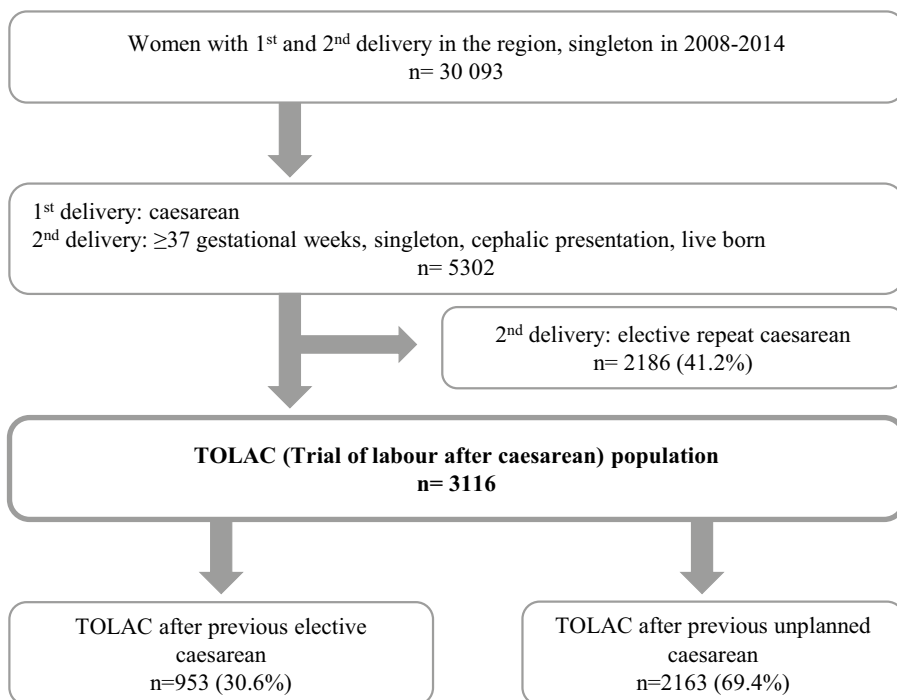 Women with 1st and 2nd delivery in the region, singleton in 2008-2014
n= 30 093
1st delivery: caesarean
2nd delivery: ≥37 gestational weeks, singleton, cephalic presentation, live born
n= 5302
2nd delivery: elective repeat caesarean
n= 2186 (41.2%)
TOLAC (Trial of labour after caesarean) population
n= 3116
TOLAC after previous elective
caesarean
n=953 (30.6%)
TOLAC after previous unplanned
caesarean
n=2163 (69.4%)